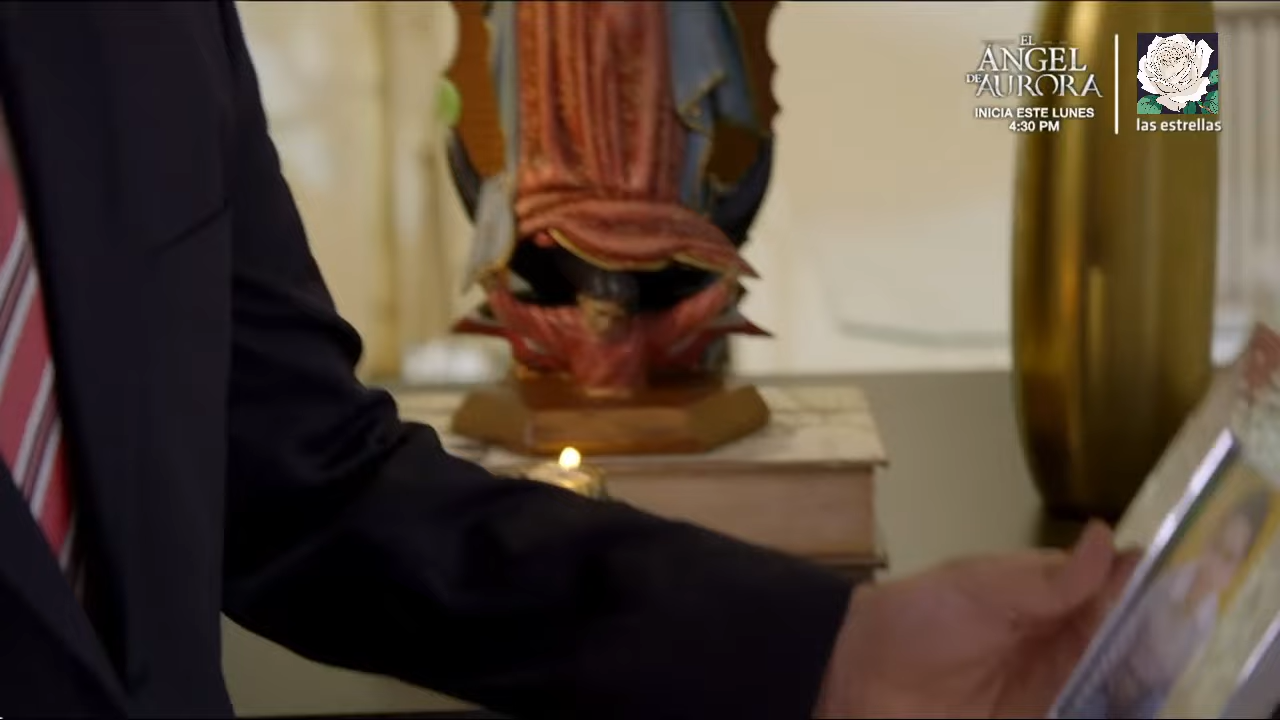 EL
ÁNGEL
DE AURORA
INICIA ESTE LUNES
4:30 PM
las estrellas